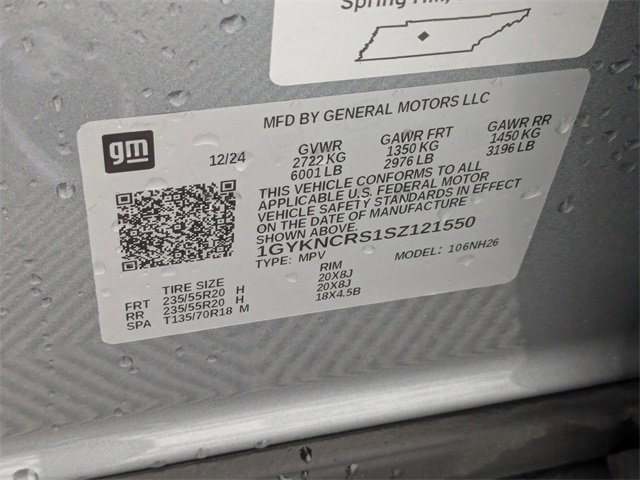 Spring Hill,
MFD BY GENERAL MOTORS LLC
gm
12/24
GVWR GAWR FRT GAWR RR
2722 KG 1350 KG 1450 KG
6001 LB 2976 LB 3196 LB
THIS VEHICLE CONFORMS TO ALL
APPLICABLE U.S. FEDERAL MOTOR
VEHICLE SAFETY STANDARDS IN EFFECT
ON THE DATE OF MANUFACTURE
SHOWN ABOVE.
1GYKNCRS1SZ121550
TYPE: MPV MODEL: 106NH26
TIRE SIZE RIM
FRT 235/55R20 H 20X8J
RR 235/55R20 H 20X8J
SPA T135/70R18 M 18X4.5B